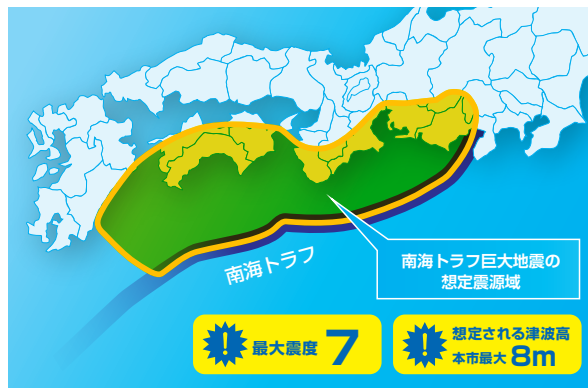 南海トラフ
南海トラフ巨大地震の
想定震源域
! 最大震度 7
! 想定される津波高
本市最大 8m